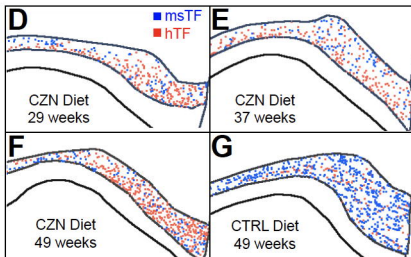 D
msTF
hTF
CZN Diet
29 weeks
E
CZN Diet
37 weeks
F
CZN Diet
49 weeks
G
CTRL Diet
49 weeks